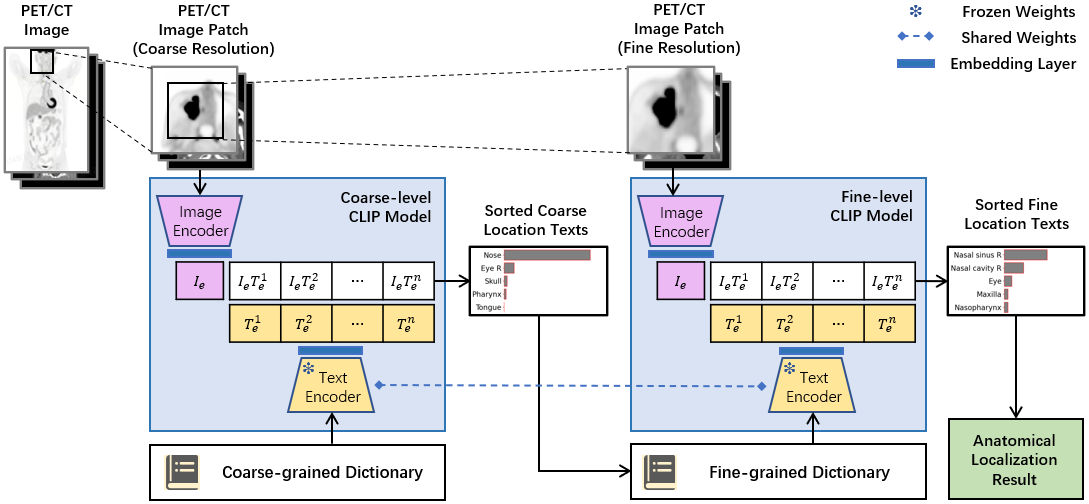 PET/CT
Image
PET/CT
Image Patch
(Coarse Resolution)
PET/CT
Image Patch
(Fine Resolution)
Frozen Weights
Shared Weights
Embedding Layer
Coarse-level
CLIP Model
Image
Encoder
I_e
I_eT_e^1
I_eT_e^2
...
I_eT_e^n
T_e^1
T_e^2
...
T_e^n
Text
Encoder
Coarse-grained Dictionary
Sorted Coarse
Location Texts
Nose
Eye R
Skull
Pharynx
Tongue
Fine-level
CLIP Model
Image
Encoder
I_e
I_eT_e^1
I_eT_e^2
...
I_eT_e^n
T_e^1
T_e^2
...
T_e^n
Text
Encoder
Fine-grained Dictionary
Sorted Fine
Location Texts
Nasal sinus R
Nasal cavity R
Eye
Maxilla
Nasopharynx
Anatomical
Localization
Result